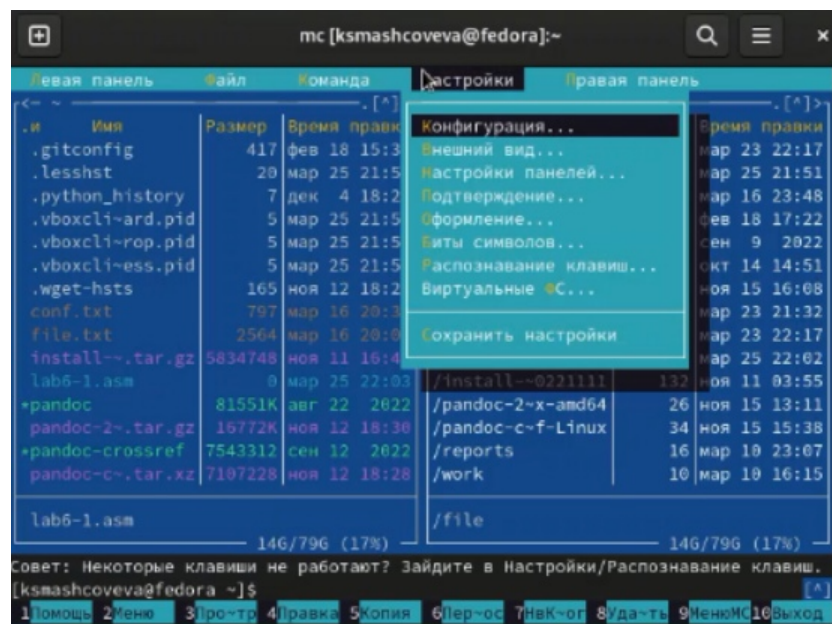 mc [ksmashcoveva@fedora]:~
Левая панель Файл Команда Настройки Правая панель
<- ~ .[^] .[^]>
.и Имя Размер Время правк Время правки
Конфигурация...
Внешний вид...
Настройки панелей...
Подтверждение...
Оформление...
Биты символов...
Распознавание клавиш...
Виртуальные ФС...
Сохранить настройки
.gitconfig 417 фев 18 15:3 мар 23 22:17
.lesshst 20 мар 25 21:5 мар 25 21:51
.python_history 7 дек 4 18:2 мар 16 23:48
.vboxcli~ard.pid 5 мар 25 21:5 фев 18 17:22
.vboxcli~rop.pid 5 мар 25 21:5 сен 9 2022
.vboxcli~ess.pid 5 мар 25 21:5 окт 14 14:51
.wget-hsts 165 ноя 12 18:2 ноя 15 16:08
conf.txt 797 мар 16 20:3 мар 23 21:32
file.txt 2564 мар 16 20:0 мар 23 22:17
install-~.tar.gz 5834748 ноя 11 16:4 мар 25 22:02
lab6-1.asm 0 мар 25 22:03 /install-~0221111 132 ноя 11 03:55
*pandoc 81551K авг 22 2022 /pandoc-2~x-amd64 26 ноя 15 13:11
pandoc-2~.tar.gz 16772K ноя 12 18:30 /pandoc-c~f-Linux 34 ноя 15 15:38
*pandoc-crossref 7543312 сен 12 2022 /reports 16 мар 10 23:07
pandoc-c~.tar.xz 7107228 ноя 12 18:28 /work 10 мар 10 16:15
lab6-1.asm /file
14G/79G (17%) 14G/79G (17%)
Совет: Некоторые клавиши не работают? Зайдите в Настройки/Распознавание клавиш.
[ksmashcoveva@fedora ~]$ [^]
1Помощь 2Меню 3Про~тр 4Правка 5Копия 6Пер~ос 7НвК~ог 8Уда~ть 9МенюМС10Выход